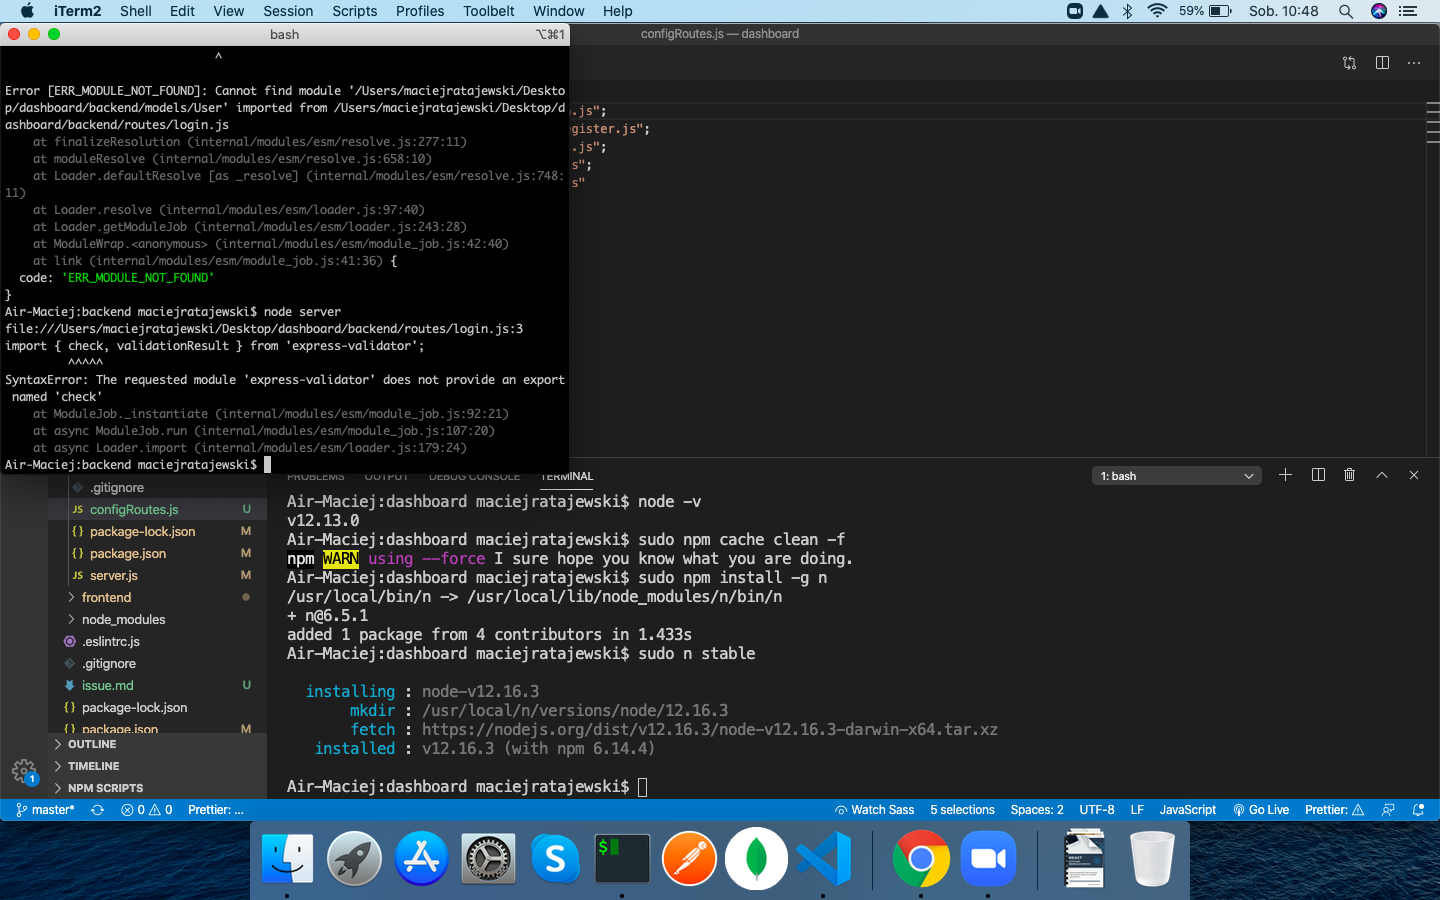 iTerm2 Shell Edit View Session Scripts Profiles Toolbelt Window Help 59% Sob. 10:48
bash ⌥⌘1
configRoutes.js — dashboard
^
Error [ERR_MODULE_NOT_FOUND]: Cannot find module '/Users/maciejratajewski/Deskto
p/dashboard/backend/models/User' imported from /Users/maciejratajewski/Desktop/d
ashboard/backend/routes/login.js
at finalizeResolution (internal/modules/esm/resolve.js:277:11)
at moduleResolve (internal/modules/esm/resolve.js:658:10)
at Loader.defaultResolve [as _resolve] (internal/modules/esm/resolve.js:748:
11)
at Loader.resolve (internal/modules/esm/loader.js:97:40)
at Loader.getModuleJob (internal/modules/esm/loader.js:243:28)
at ModuleWrap.<anonymous> (internal/modules/esm/module_job.js:42:40)
at link (internal/modules/esm/module_job.js:41:36) {
code: 'ERR_MODULE_NOT_FOUND'
}
Air-Maciej:backend maciejratajewski$ node server
file:///Users/maciejratajewski/Desktop/dashboard/backend/routes/login.js:3
import { check, validationResult } from 'express-validator';
^^^^^
SyntaxError: The requested module 'express-validator' does not provide an export
named 'check'
at ModuleJob._instantiate (internal/modules/esm/module_job.js:92:21)
at async ModuleJob.run (internal/modules/esm/module_job.js:107:20)
at async Loader.import (internal/modules/esm/loader.js:179:24)
Air-Maciej:backend maciejratajewski$
.js";
egister.js";
.js";
s";
s"
PROBLEMS OUTPUT DEBUG CONSOLE TERMINAL 1: bash
.gitignore
configRoutes.js U
package-lock.json M
package.json M
server.js M
frontend
node_modules
.eslintrc.js
.gitignore
issue.md U
package-lock.json
package.json M
OUTLINE
TIMELINE
NPM SCRIPTS
1
Air-Maciej:dashboard maciejratajewski$ node -v
v12.13.0
Air-Maciej:dashboard maciejratajewski$ sudo npm cache clean -f
npm WARN using --force I sure hope you know what you are doing.
Air-Maciej:dashboard maciejratajewski$ sudo npm install -g n
/usr/local/bin/n -> /usr/local/lib/node_modules/n/bin/n
+ n@6.5.1
added 1 package from 4 contributors in 1.433s
Air-Maciej:dashboard maciejratajewski$ sudo n stable
installing : node-v12.16.3
mkdir : /usr/local/n/versions/node/12.16.3
fetch : https://nodejs.org/dist/v12.16.3/node-v12.16.3-darwin-x64.tar.xz
installed : v12.16.3 (with npm 6.14.4)
Air-Maciej:dashboard maciejratajewski$
master* 0 0 Prettier: ... Watch Sass 5 selections Spaces: 2 UTF-8 LF JavaScript Go Live Prettier:
S $ REACT